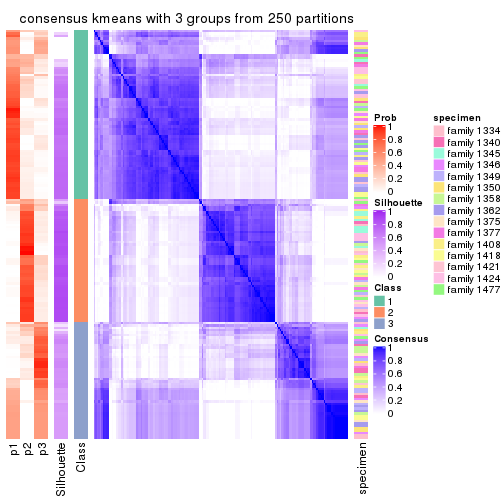 consensus kmeans with 3 groups from 250 partitions
p1
p2
p3
Silhouette
Class
specimen
Prob
1
0.8
0.6
0.4
0.2
0
Silhouette
1
0.8
0.6
0.4
0.2
0
Class
1
2
3
Consensus
1
0.8
0.6
0.4
0.2
0
specimen
family 1334
family 1340
family 1345
family 1346
family 1349
family 1350
family 1358
family 1362
family 1375
family 1377
family 1408
family 1418
family 1421
family 1424
family 1477